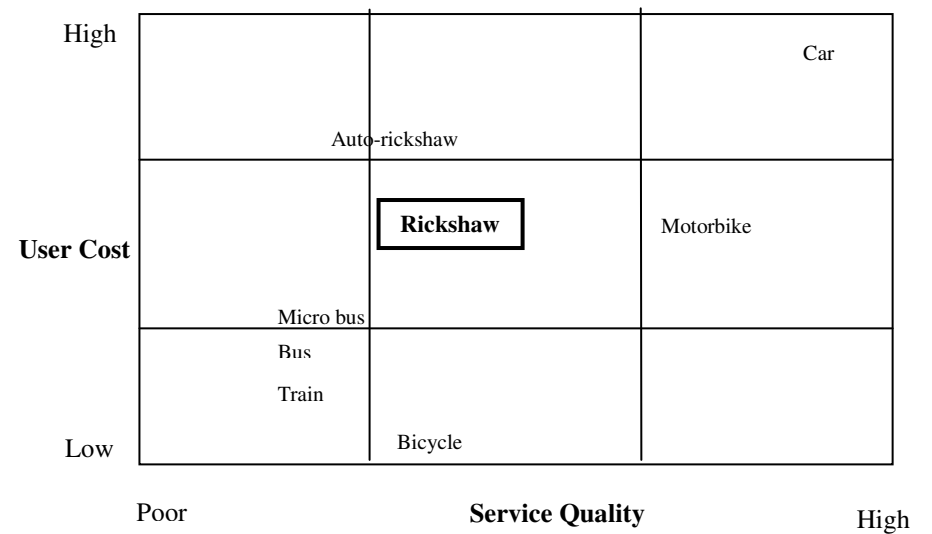 High
Car
Auto-rickshaw
Rickshaw
Motorbike
User Cost
Micro bus
Bus
Train
Bicycle
Low
Poor
Service Quality
High